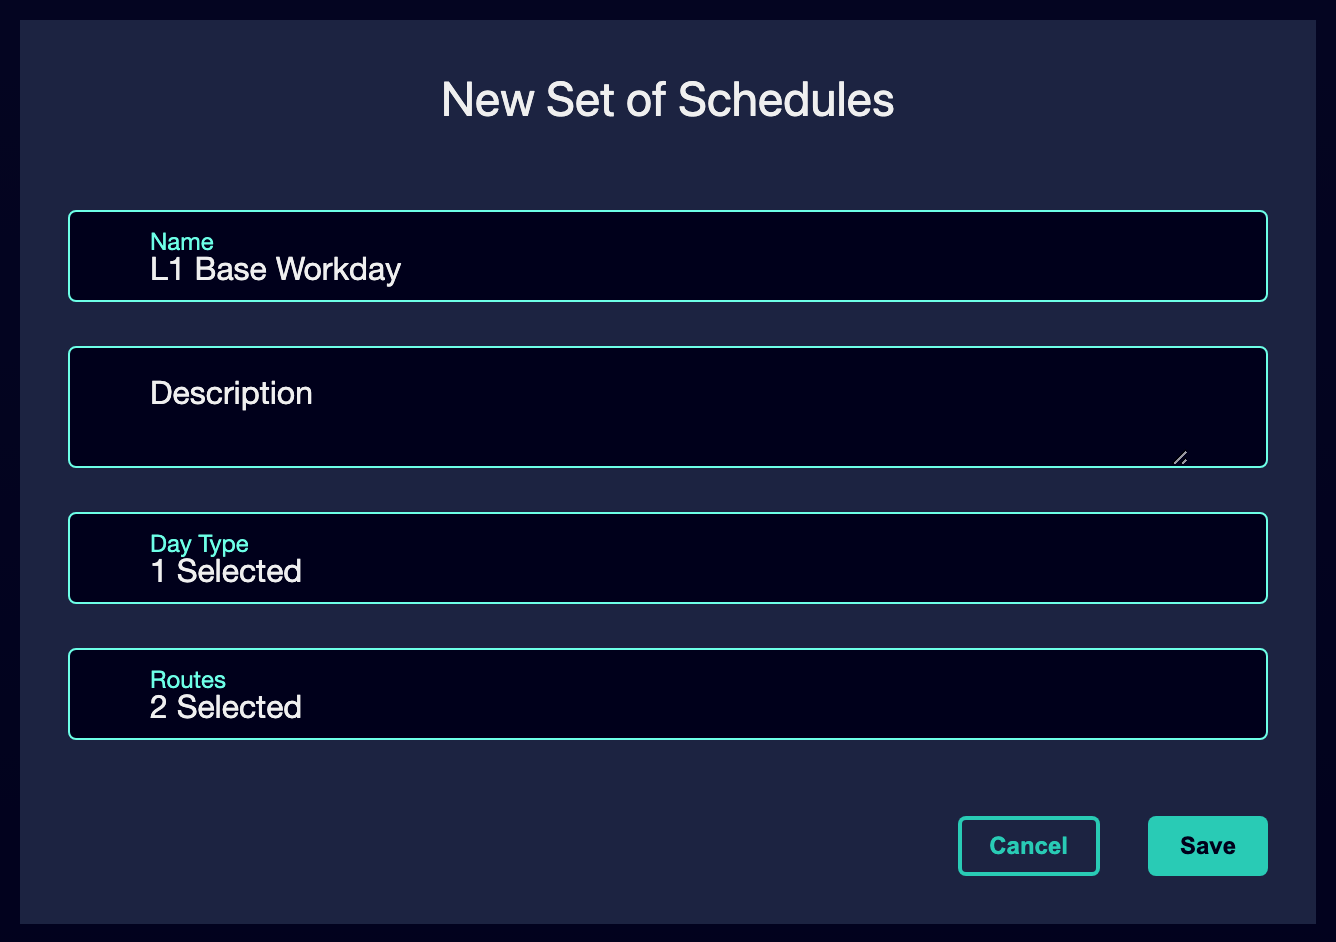 New Set of Schedules
Name
L1 Base Workday
Description
Day Type
1 Selected
Routes
2 Selected
Cancel
Save